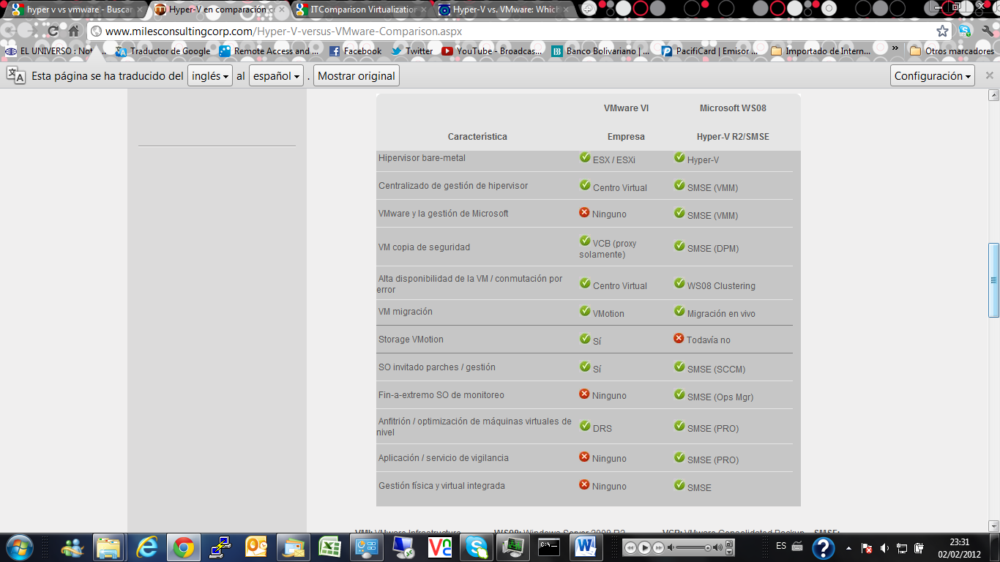 hyper v vs vmware - Buscar
Hyper-V en comparación c
ITComparison Virtualization
Hyper-V vs. VMware: Which
www.milesconsultingcorp.com/Hyper-V-versus-VMware-Comparison.aspx
EL UNIVERSO : Not...
Traductor de Google
Remote Access and ...
Facebook
Twitter
YouTube - Broadcas...
Banco Bolivariano | ...
PacifiCard | Emisor ...
Importado de Intern...
»
Otros marcadores
Esta página se ha traducido del inglés al español . Mostrar original
Configuración
VMware VI Microsoft WS08
Característica Empresa Hyper-V R2/SMSE
Hipervisor bare-metal ESX / ESXi Hyper-V
Centralizado de gestión de hipervisor Centro Virtual SMSE (VMM)
VMware y la gestión de Microsoft Ninguno SMSE (VMM)
VM copia de seguridad VCB (proxy solamente) SMSE (DPM)
Alta disponibilidad de la VM / conmutación por
error Centro Virtual WS08 Clustering
VM migración VMotion Migración en vivo
Storage VMotion Sí Todavía no
SO invitado parches / gestión Sí SMSE (SCCM)
Fin-a-extremo SO de monitoreo Ninguno SMSE (Ops Mgr)
Anfitrión / optimización de máquinas virtuales de
nivel DRS SMSE (PRO)
Aplicación / servicio de vigilancia Ninguno SMSE (PRO)
Gestión física y virtual integrada Ninguno SMSE
VMI: VMware Infrastructure WS08: Windows Server 2008 R2 VCB: VMware Consolidated Backup SMSE:
ES
23:31
02/02/2012